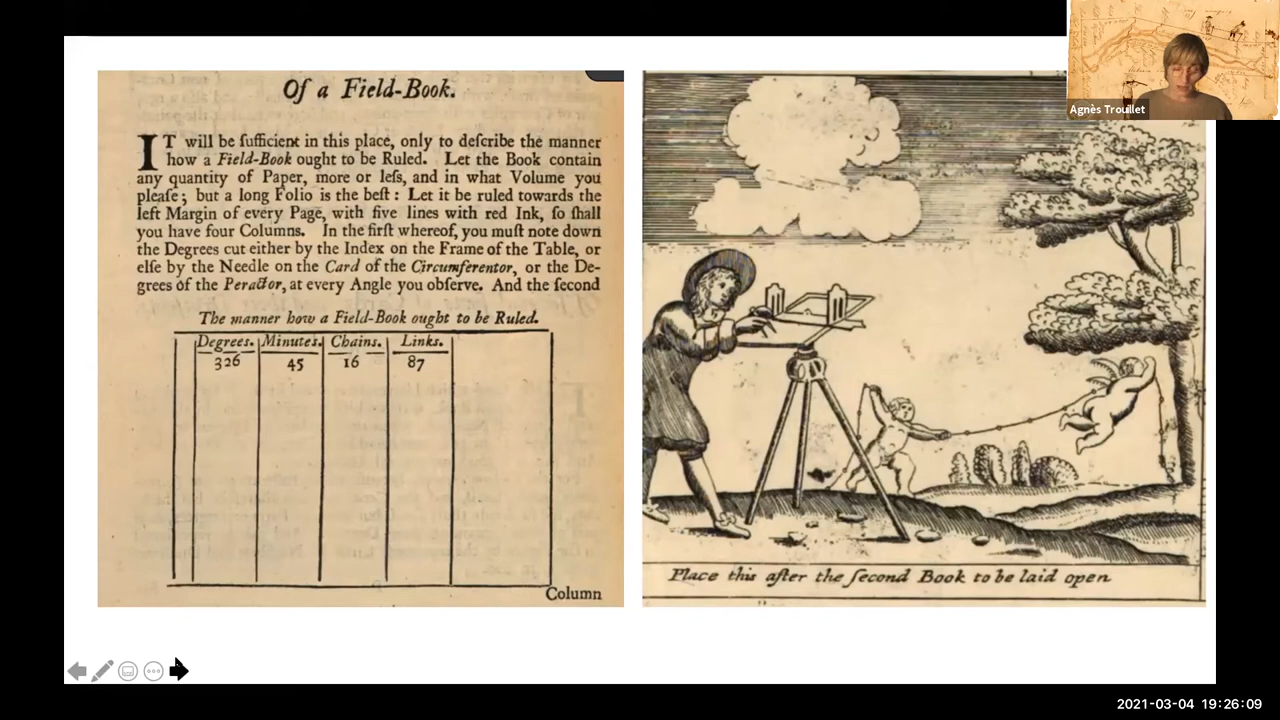 Of a Field-Book.
IT will be ſufficient in this place, only to deſcribe the manner
how a Field-Book ought to be Ruled. Let the Book contain
any quantity of Paper, more or leſs, and in what Volume you
pleaſe; but a long Folio is the beſt: Let it be ruled towards the
left Margin of every Page, with five lines with red Ink, ſo ſhall
you have four Columns. In the firſt whereof, you muſt note down
the Degrees cut either by the Index on the Frame of the Table, or
elſe by the Needle on the Card of the Circumferentor, or the De-
grees of the Peractor, at every Angle you obſerve. And the ſecond
The manner how a Field-Book ought to be Ruled.
Degrees. Minutes. Chains. Links.
326 45 16 87
Column
Place this after the ſecond Book to be laid open
Agnès Trouillet
2021-03-04 19:26:09